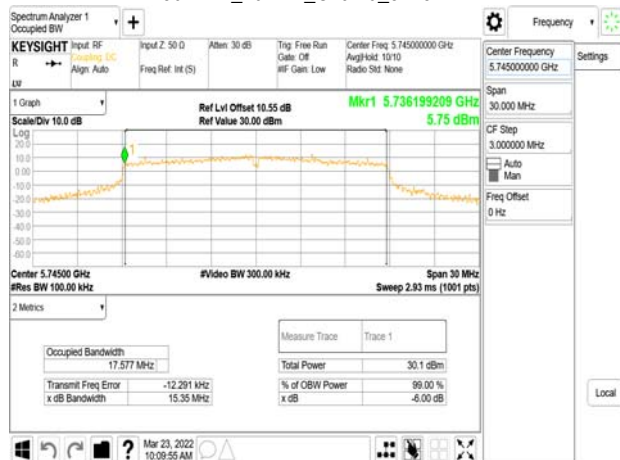 Spectrum Analyzer 1
Occupied BW
Frequency
KEYSIGHT
Input: RF
Coupling: DC
Align: Auto
Input Z: 50 Ω
Freq Ref: Int (S)
Atten: 30 dB
Trig: Free Run
Gate: Off
#IF Gain: Low
Center Freq: 5.745000000 GHz
Avg|Hold: 10/10
Radio Std: None
R
LU
Center Frequency
5.745000000 GHz
Settings
Span
30.000 MHz
CF Step
3.000000 MHz
Auto
Man
Freq Offset
0 Hz
Local
1 Graph
Scale/Div 10.0 dB
Ref Lvl Offset 10.55 dB
Ref Value 30.00 dBm
Mkr1 5.736199209 GHz
5.75 dBm
Log
20.0
10.0
0.00
-10.0
-20.0
-30.0
-40.0
-50.0
-60.0
1
Center 5.74500 GHz
#Video BW 300.00 kHz
Span 30 MHz
#Res BW 100.00 kHz
Sweep 2.93 ms (1001 pts)
2 Metrics
Measure Trace
Trace 1
Occupied Bandwidth
17.577 MHz
Total Power
30.1 dBm
Transmit Freq Error
-12.291 kHz
% of OBW Power
99.00 %
x dB Bandwidth
15.35 MHz
x dB
-6.00 dB
Mar 23, 2022
10:09:55 AM